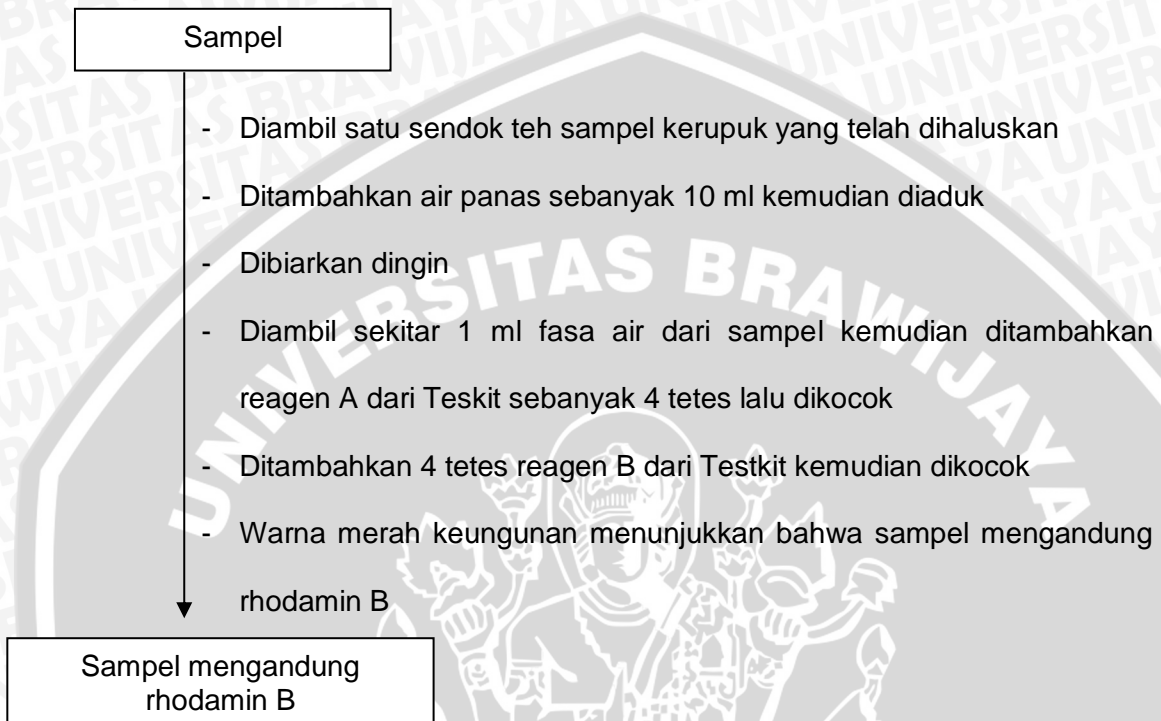 Sampel
- Diambil satu sendok teh sampel kerupuk yang telah dihaluskan
- Ditambahkan air panas sebanyak 10 ml kemudian diaduk
- Dibiarkan dingin
- Diambil sekitar 1 ml fasa air dari sampel kemudian ditambahkan
reagen A dari Teskit sebanyak 4 tetes lalu dikocok
- Ditambahkan 4 tetes reagen B dari Testkit kemudian dikocok
- Warna merah keungunan menunjukkan bahwa sampel mengandung
rhodamin B
Sampel mengandung
rhodamin B
UNIVERSITAS BRAWIJAYA